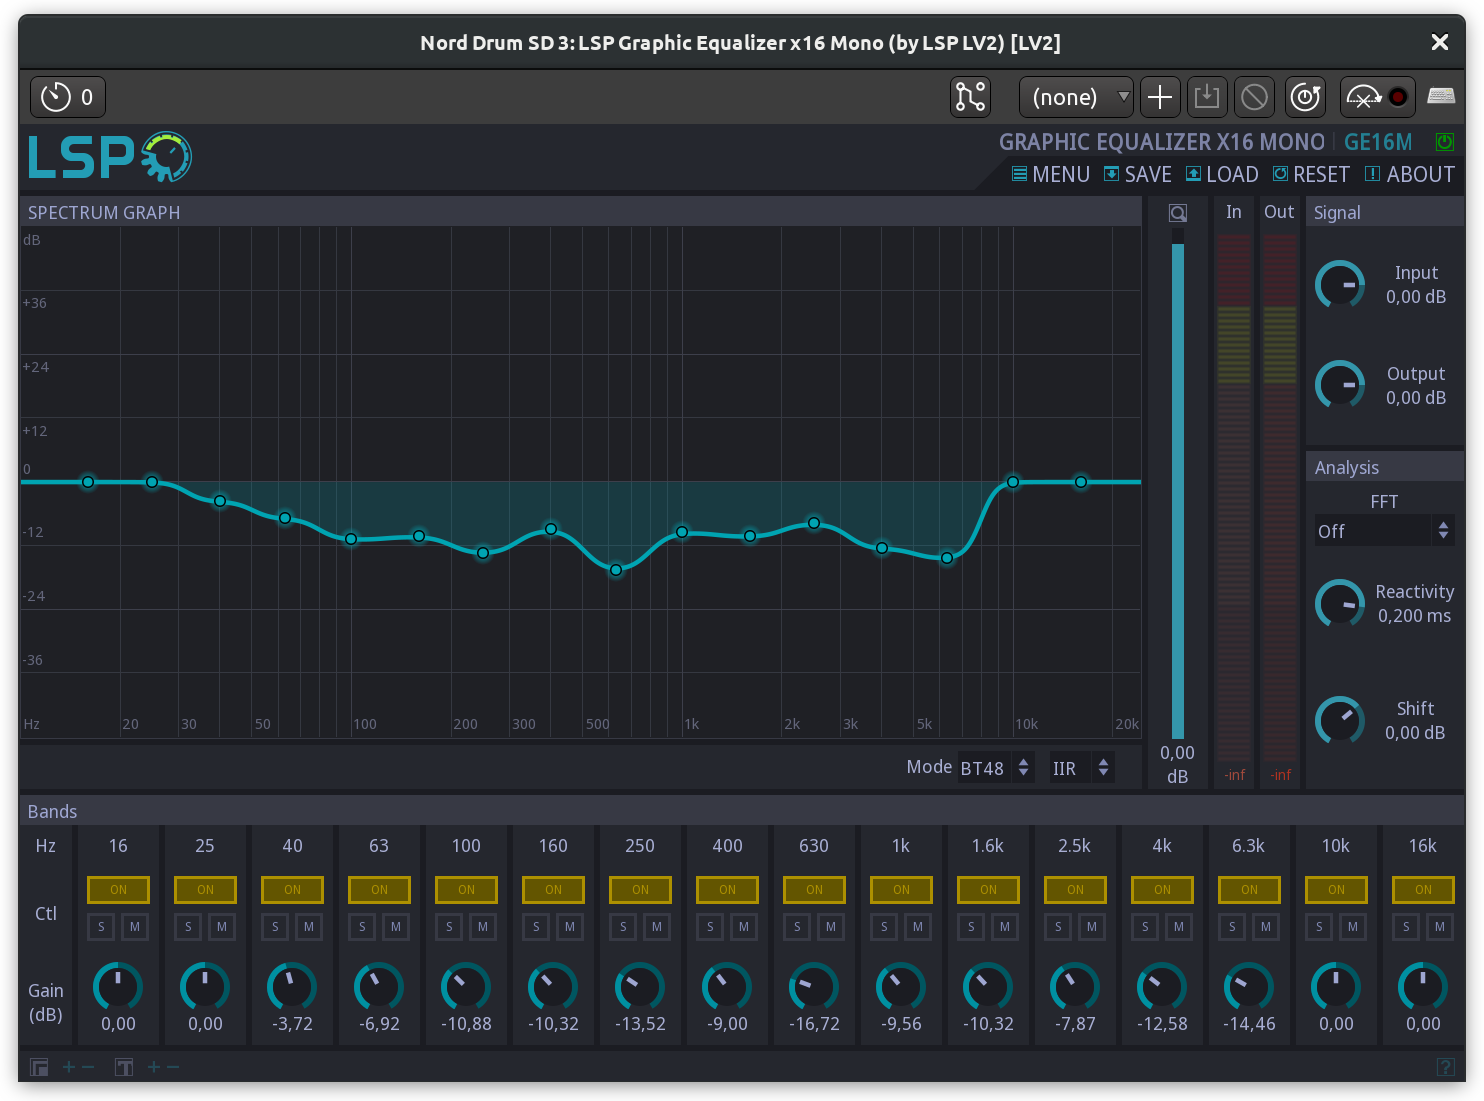 Nord Drum SD 3: LSP Graphic Equalizer x16 Mono (by LSP LV2) [LV2]
0
(none)
LSP
GRAPHIC EQUALIZER X16 MONO GE16M
MENU SAVE LOAD RESET ABOUT
SPECTRUM GRAPH
dB
+36
+24
+12
0
-12
-24
-36
Hz 20 30 50 100 200 300 500 1k 2k 3k 5k 10k 20k
Mode BT48 IIR
0,00
dB
In Out
-inf -inf
Signal
Input
0,00 dB
Output
0,00 dB
Analysis
FFT
Off
Reactivity
0,200 ms
Shift
0,00 dB
Bands
Hz 16 25 40 63 100 160 250 400 630 1k 1.6k 2.5k 4k 6.3k 10k 16k
ON ON ON ON ON ON ON ON ON ON ON ON ON ON ON ON
Ctl
S M S M S M S M S M S M S M S M S M S M S M S M S M S M S M S M
Gain
(dB)
0,00 0,00 -3,72 -6,92 -10,88 -10,32 -13,52 -9,00 -16,72 -9,56 -10,32 -7,87 -12,58 -14,46 0,00 0,00
+ − T + −
?